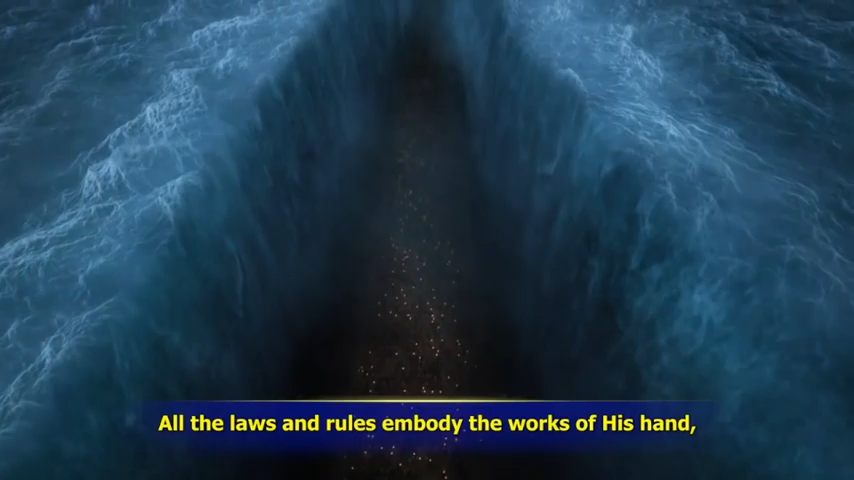 All the laws and rules embody the works of His hand,